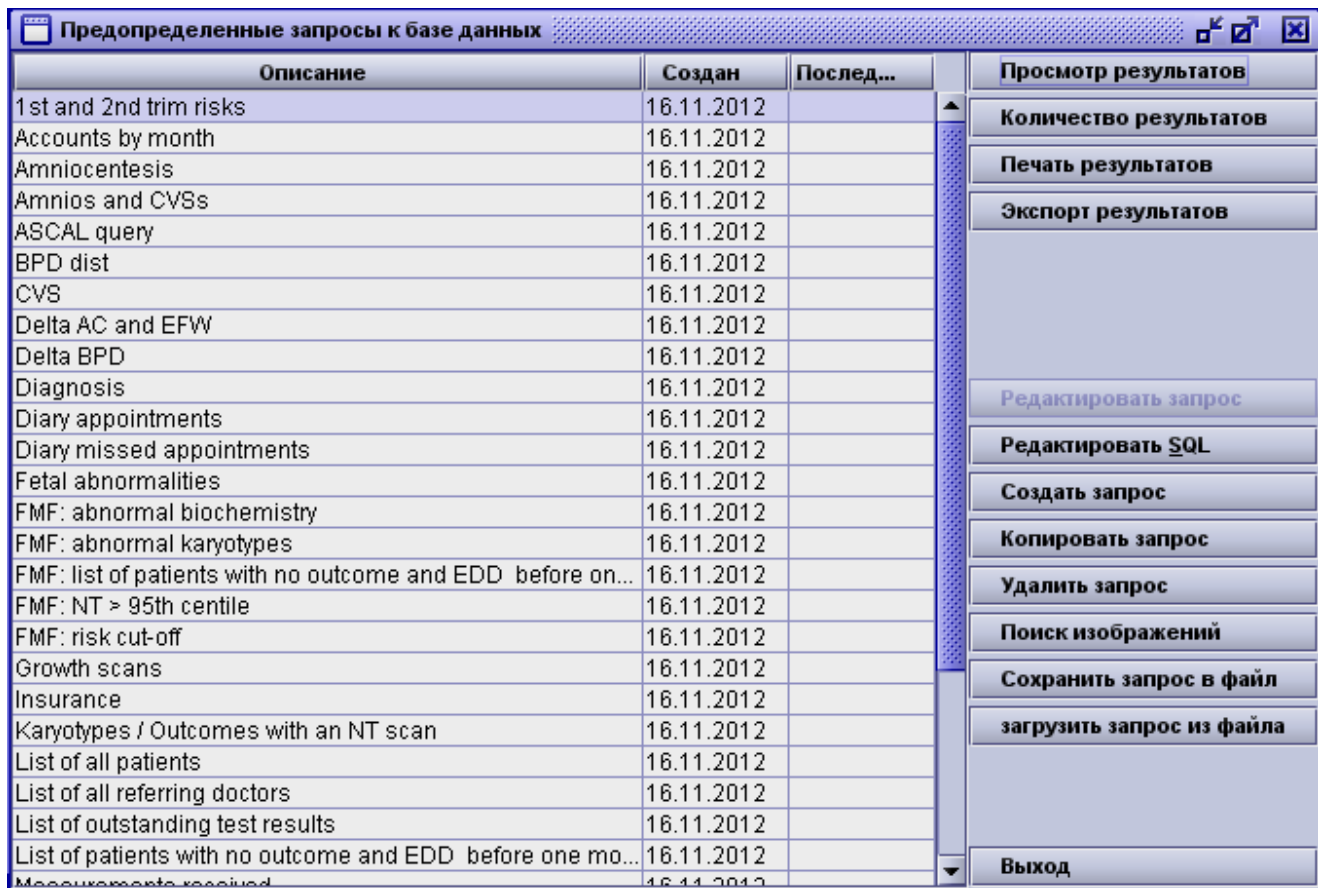 Предопределенные запросы к базе данных
Описание Создан Послед...
1st and 2nd trim risks 16.11.2012
Accounts by month 16.11.2012
Amniocentesis 16.11.2012
Amnios and CVSs 16.11.2012
ASCAL query 16.11.2012
BPD dist 16.11.2012
CVS 16.11.2012
Delta AC and EFW 16.11.2012
Delta BPD 16.11.2012
Diagnosis 16.11.2012
Diary appointments 16.11.2012
Diary missed appointments 16.11.2012
Fetal abnormalities 16.11.2012
FMF: abnormal biochemistry 16.11.2012
FMF: abnormal karyotypes 16.11.2012
FMF: list of patients with no outcome and EDD before on... 16.11.2012
FMF: NT > 95th centile 16.11.2012
FMF: risk cut-off 16.11.2012
Growth scans 16.11.2012
Insurance 16.11.2012
Karyotypes / Outcomes with an NT scan 16.11.2012
List of all patients 16.11.2012
List of all referring doctors 16.11.2012
List of outstanding test results 16.11.2012
List of patients with no outcome and EDD before one mo... 16.11.2012
Measurements received 16.11.2012
Просмотр результатов
Количество результатов
Печать результатов
Экспорт результатов
Редактировать запрос
Редактировать SQL
Создать запрос
Копировать запрос
Удалить запрос
Поиск изображений
Сохранить запрос в файл
загрузить запрос из файла
Выход